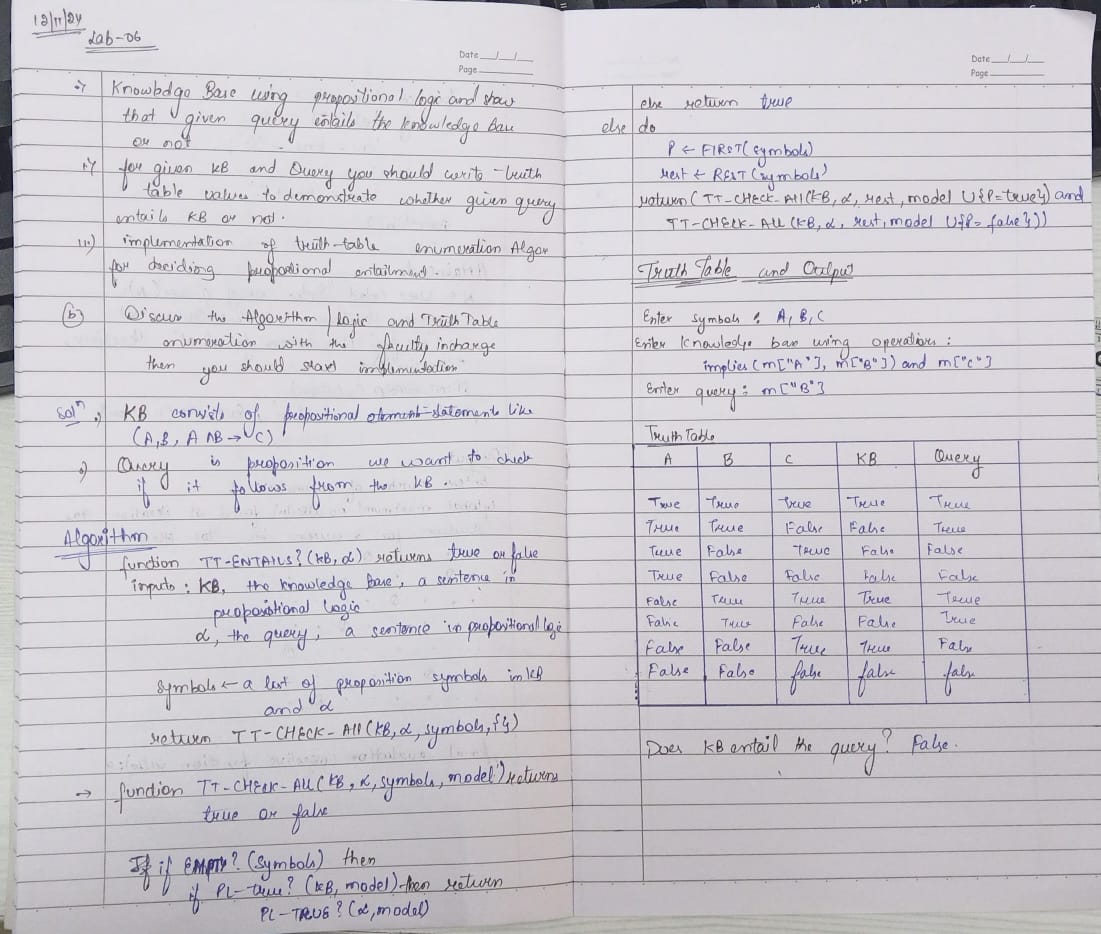 12/11/24
Lab-06
Date __/__/__
Page ______
Knowbdge Base using propositional logic and show
that given query entails the knowledge base
or not
for given KB and Query you should write truth
table values to demonstrate whether given query
entails KB or not.
iii) implementation of truth-table enumeration Algor
for deciding propotional entailment.
(b) Discuss the Algorithm / Logic and Truth Table
enumeration with the faculty incharge
then you should start implementation
Solⁿ KB consists of propositional statements like
(A, B, A ∧B → C)
Query is proposition we want to check
if it follows from the KB.
Algorithm
function TT-ENTAILS? (KB, α) returns true or false
inputs : KB, the knowledge base, a sentence in
propositional logic
α, the query, a sentence in propositional logic
symbols ← a list of proposition symbols in KB
and α
return TT-CHECK-All (KB, α, symbols, {})
→ function TT-CHECK-ALL (KB, α, symbols, model) returns
true or false
If if EMPTY? (symbols) then
if PL-true? (KB, model) then return
PL-TRUE? (α, model)
Date __/__/__
Page ______
else return true
else do
P ← FIRST (symbols)
rest ← REST (symbols)
return (TT-CHECK-All (KB, α, rest, model U {P=true}) and
TT-CHECK-ALL (KB, α, rest, model U {P= false}))
Truth Table and Output
Enter symbols : A, B, C
Enter Knowledge base using operations :
implies (m["A"], m["B"]) and m["C"]
Enter query : m["B"]
Truth Table
A B C KB Query
True True True True True
True True False False True
True False True False False
True False False False False
False True True True True
False True False False True
False False True True False
False False false false false
Does KB entail the query? False.